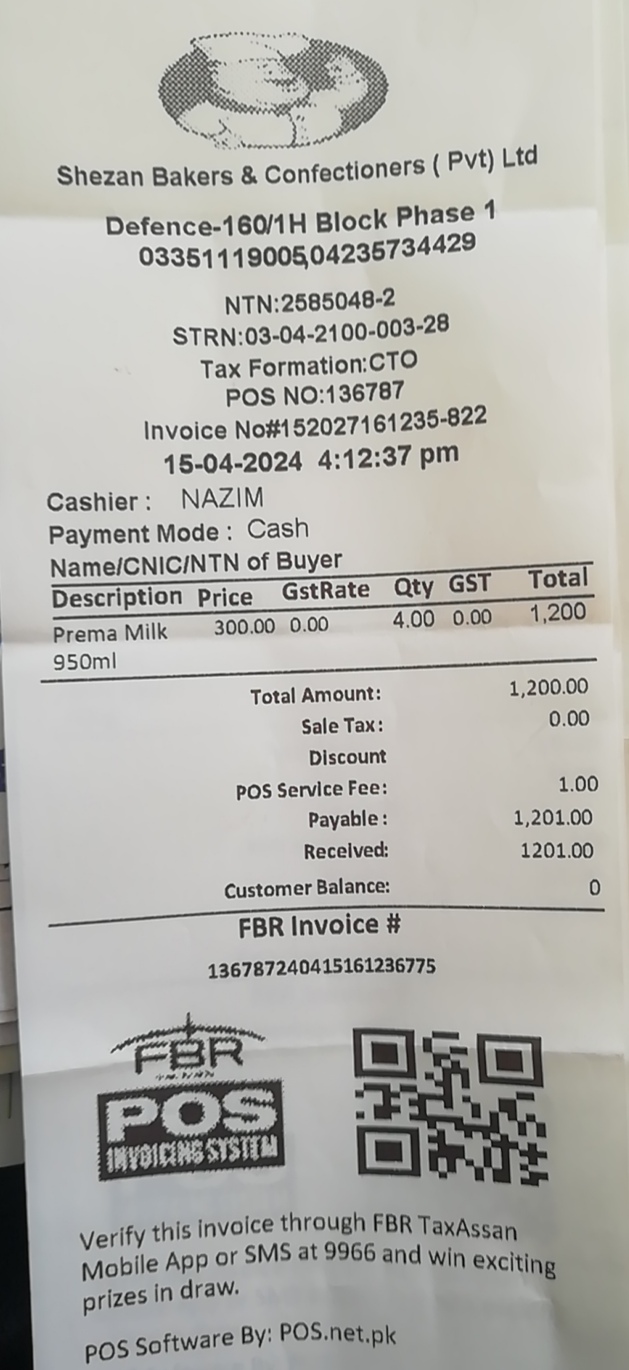 Shezan Bakers & Confectioners ( Pvt) Ltd
Defence-160/1H Block Phase 1
03351119005,04235734429
NTN:2585048-2
STRN:03-04-2100-003-28
Tax Formation:CTO
POS NO:136787
Invoice No#152027161235-822
15-04-2024 4:12:37 pm
Cashier : NAZIM
Payment Mode : Cash
Name/CNIC/NTN of Buyer
Description Price GstRate Qty GST Total
Prema Milk 300.00 0.00 4.00 0.00 1,200
950ml
Total Amount: 1,200.00
Sale Tax: 0.00
Discount
POS Service Fee: 1.00
Payable : 1,201.00
Received: 1201.00
Customer Balance: 0
FBR Invoice #
136787240415161236775
FBR
POS
INVOICING SYSTEM
Verify this invoice through FBR TaxAssan
Mobile App or SMS at 9966 and win exciting
prizes in draw.
POS Software By: POS.net.pk